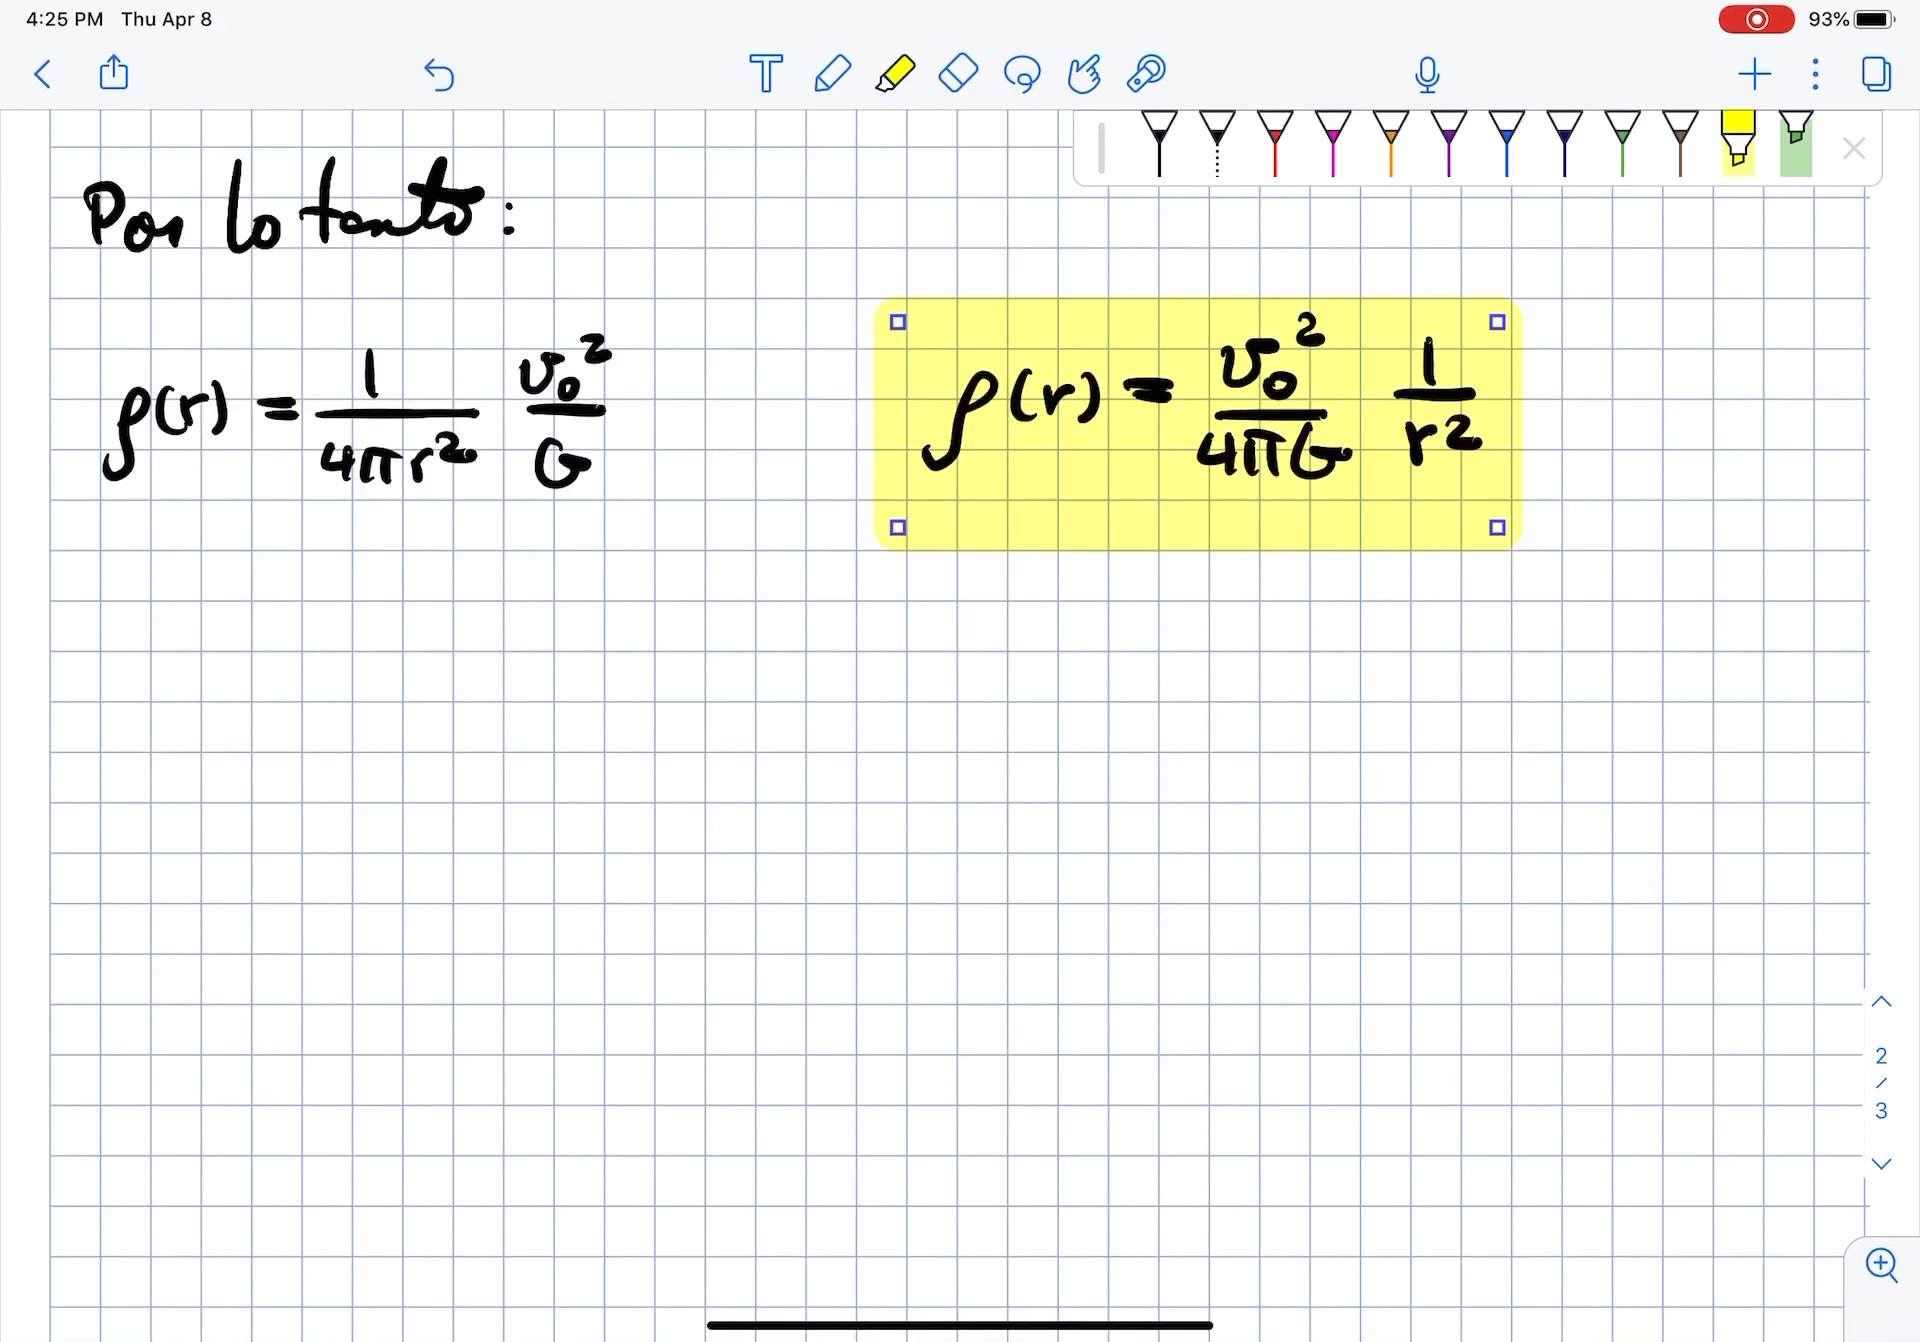 4:25 PM Thu Apr 8 93%
Por lo tanto:
ρ(r) = 1/4πr² v₀²/G
ρ(r) = v₀²/4πG 1/r²
2
/
3